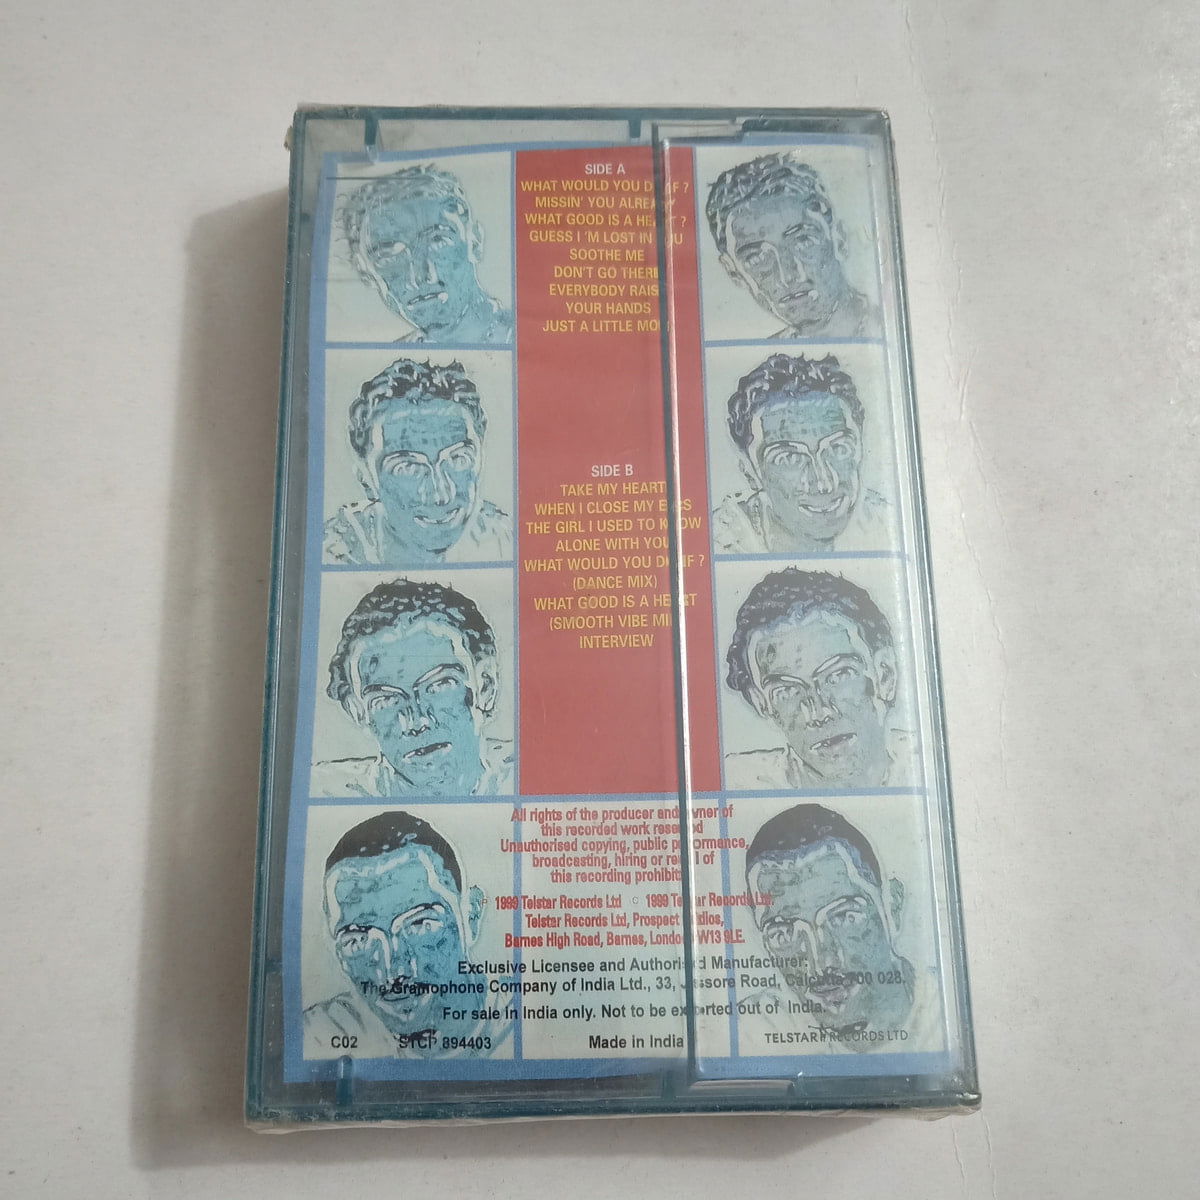 SIDE A
WHAT WOULD YOU DO IF ?
MISSIN' YOU ALREADY
WHAT GOOD IS A HEART ?
GUESS I 'M LOST IN YOU
SOOTHE ME
DON'T GO THERE
EVERYBODY RAISE
YOUR HANDS
JUST A LITTLE MORE
SIDE B
TAKE MY HEART
WHEN I CLOSE MY EYES
THE GIRL I USED TO KNOW
ALONE WITH YOU
WHAT WOULD YOU DO IF ?
(DANCE MIX)
WHAT GOOD IS A HEART
(SMOOTH VIBE MIX)
INTERVIEW
All rights of the producer and owner of
this recorded work reserved
Unauthorised copying, public performance,
broadcasting, hiring or rental of
this recording prohibited
℗ 1999 Telstar Records Ltd © 1999 Telstar Records Ltd.
Telstar Records Ltd, Prospect Studios,
Barnes High Road, Barnes, London SW13 9LE.
Exclusive Licensee and Authorised Manufacturer:
The Gramophone Company of India Ltd., 33, Jessore Road, Calcutta 700 028.
For sale in India only. Not to be exported out of India.
C02 STCP 894403 Made in India TELSTAR RECORDS LTD